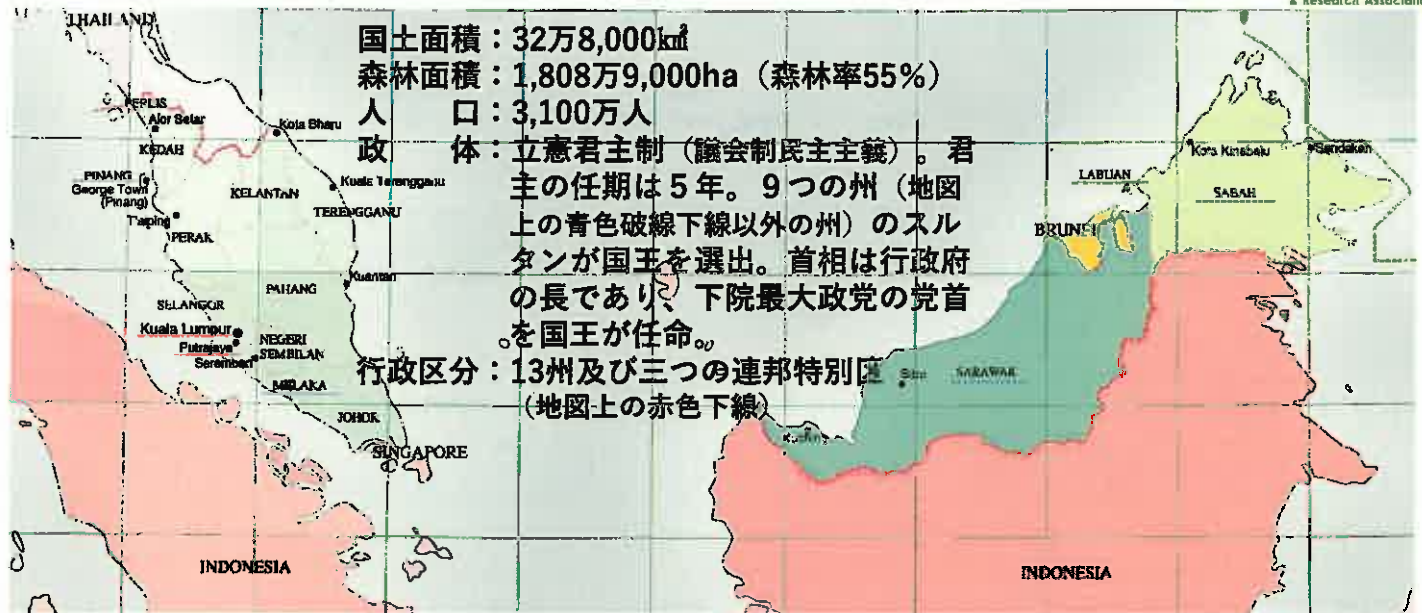 & Research Associates
国土面積：32万8,000㎢
森林面積：1,808万9,000ha（森林率55%）
人　　口：3,100万人
政　　体：立憲君主制（議会制民主主義）。君
主の任期は５年。９つの州（地図
上の青色破線下線以外の州）のスル
タンが国王を選出。首相は行政府
の長であり、下院最大政党の党首
を国王が任命。
行政区分：13州及び三つの連邦特別区
（地図上の赤色下線）
THAILAND
PERLIS
Alor Setar
KEDAH
Kota Bharu
PINANG
George Town
(Pinang)
KELANTAN
Kuala Terengganu
TERENGGANU
Taiping
PERAK
PAHANG
Kuantan
SELANGOR
Kuala Lumpur
Putrajaya
Seremban
NEGERI
SEMBILAN
MELAKA
JOHOR
SINGAPORE
INDONESIA
Kota Kinabalu
Sandakan
LABUAN
SABAH
BRUNEI
Sibu
SARAWAK
Kuching
INDONESIA